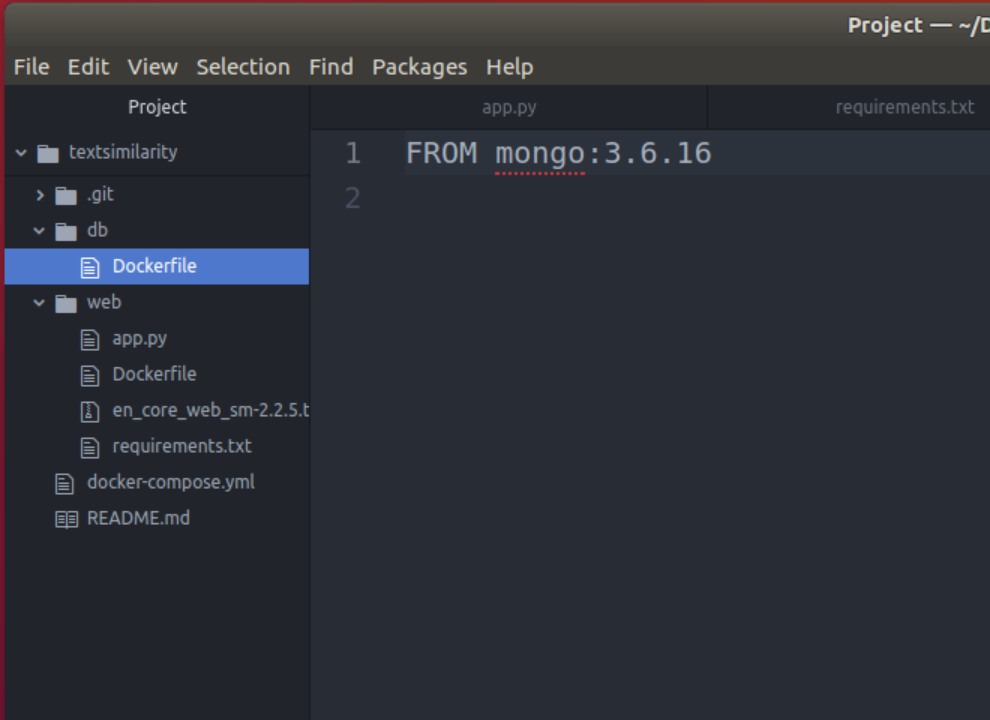 Project — ~/D
File Edit View Selection Find Packages Help
Project
app.py
requirements.txt
textsimilarity
.git
db
Dockerfile
web
app.py
Dockerfile
en_core_web_sm-2.2.5.t
requirements.txt
docker-compose.yml
README.md
1 FROM mongo:3.6.16
2